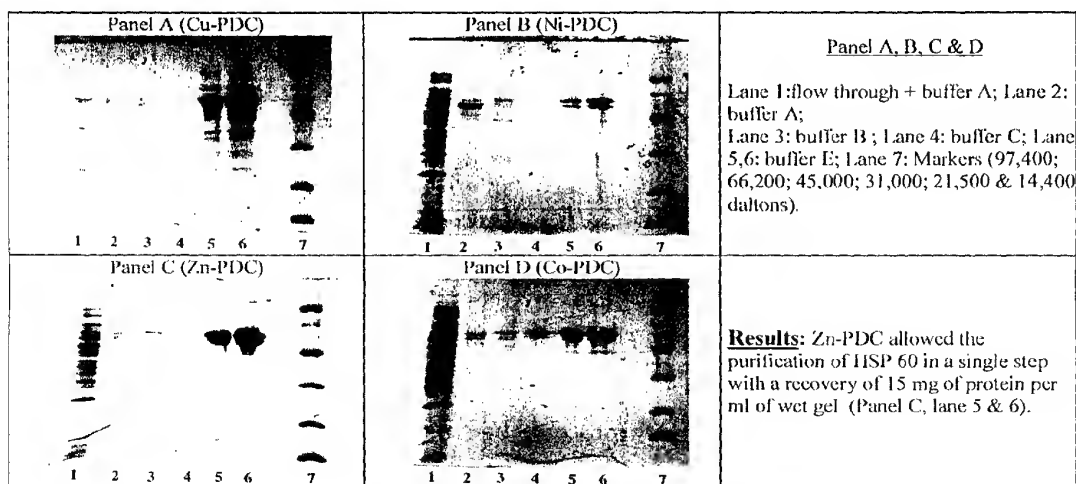 Panel A (Cu-PDC)
1 2 3 4 5 6 7
Panel B (Ni-PDC)
1 2 3 4 5 6 7
Panel A, B, C & D
Lane 1:flow through + buffer A; Lane 2:
buffer A;
Lane 3: buffer B ; Lane 4: buffer C; Lane
5,6: buffer E; Lane 7: Markers (97,400;
66,200; 45,000; 31,000; 21,500 & 14,400
daltons).
Panel C (Zn-PDC)
1 2 3 4 5 6 7
Panel D (Co-PDC)
1 2 3 4 5 6 7
Results: Zn-PDC allowed the
purification of HSP 60 in a single step
with a recovery of 15 mg of protein per
ml of wet gel (Panel C, lane 5 & 6).